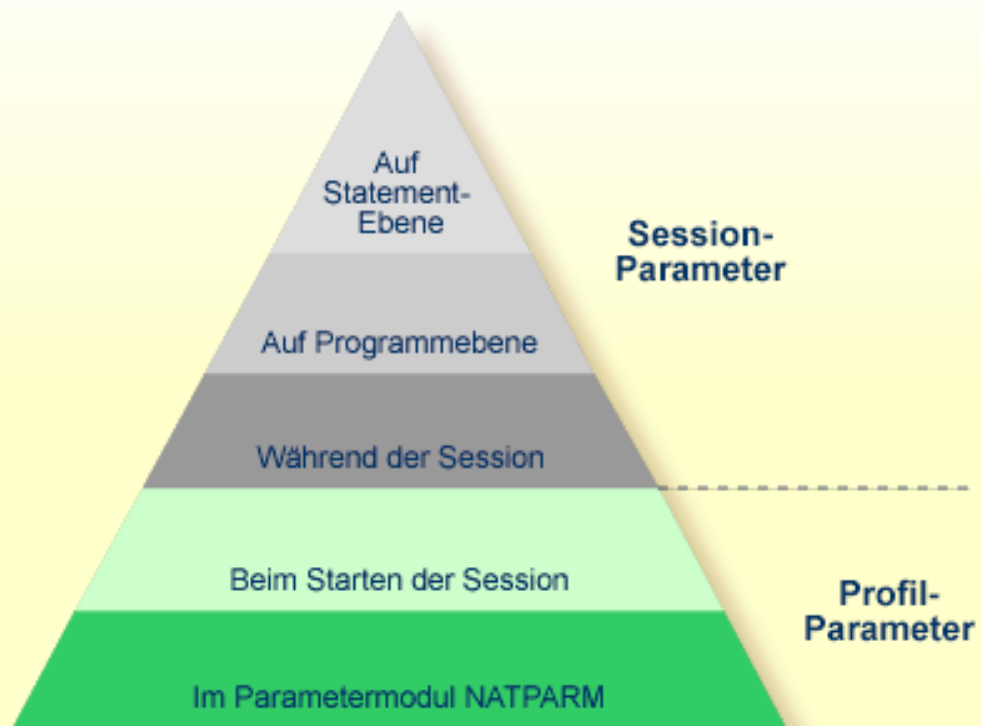 Auf
Statement-
Ebene
Session-
Parameter
Auf Programmebene
Während der Session
Beim Starten der Session
Profil-
Parameter
Im Parametermodul NATPARM